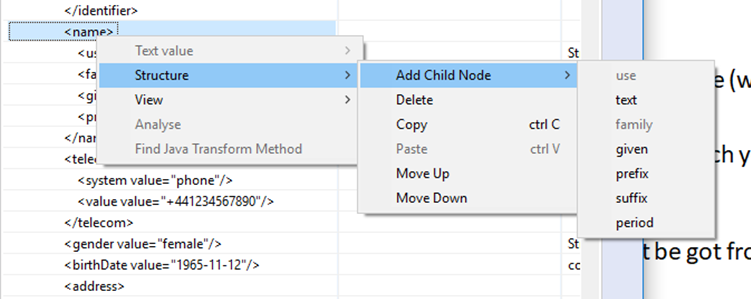 </identifier>
<name>
<us
<fa
<gi
<pr
</nar
<telec
<system value="phone"/>
<value value="+441234567890"/>
</telecom>
<gender value="female"/>
<birthDate value="1965-11-12"/>
<address>
Text value
Structure
View
Analyse
Find Java Transform Method
Add Child Node
Delete
Copy ctrl C
Paste ctrl V
Move Up
Move Down
use
text
family
given
prefix
suffix
period
St
St
co
e (w
ch y
t be got fro